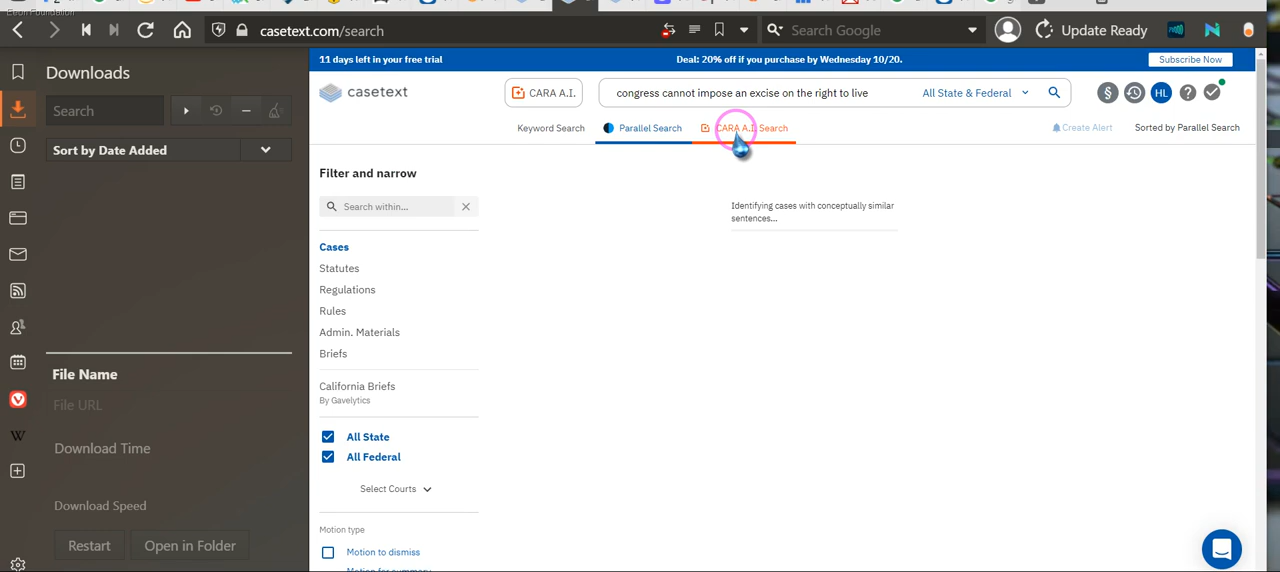 Eeon Foundation
casetext.com/search
Search Google
Update Ready
Downloads
Search
Sort by Date Added
File Name
File URL
Download Time
Download Speed
Restart
Open in Folder
11 days left in your free trial
Deal: 20% off if you purchase by Wednesday 10/20.
Subscribe Now
casetext
CARA A.I.
congress cannot impose an excise on the right to live
All State & Federal
HL
Keyword Search
Parallel Search
CARA A.I. Search
Create Alert
Sorted by Parallel Search
Filter and narrow
Search within...
Identifying cases with conceptually similar
sentences...
Cases
Statutes
Regulations
Rules
Admin. Materials
Briefs
California Briefs
By Gavelytics
All State
All Federal
Select Courts
Motion type
Motion to dismiss
Motion for summary